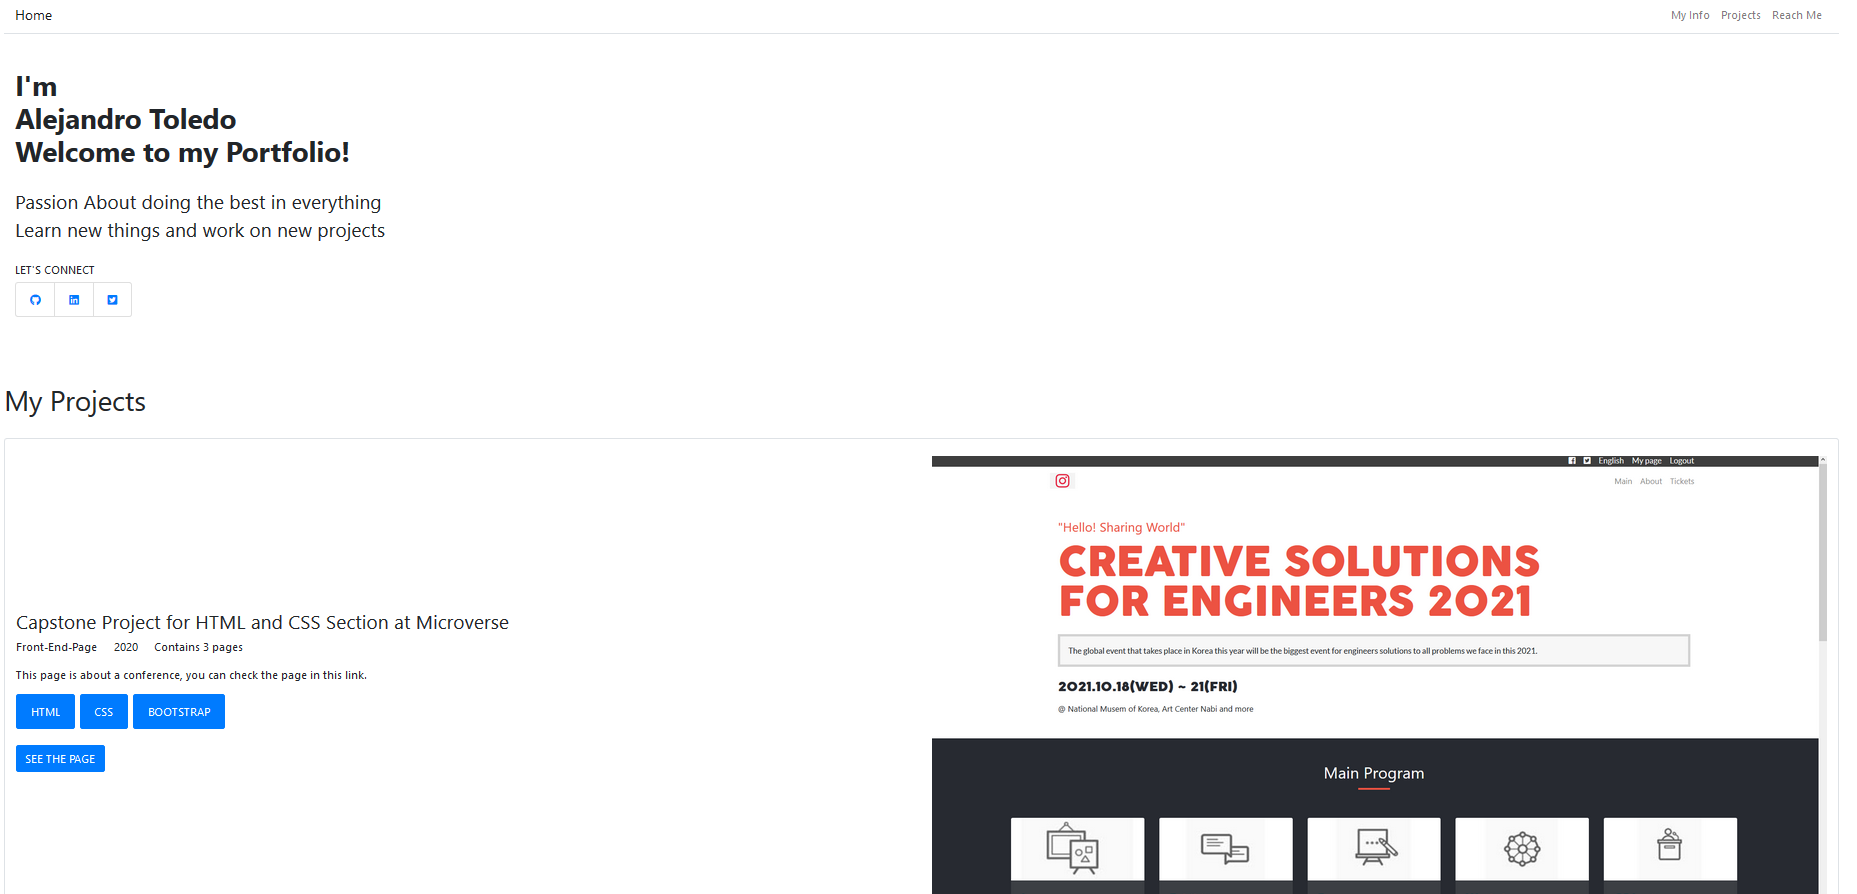 Home
My Info Projects Reach Me
I'm
Alejandro Toledo
Welcome to my Portfolio!
Passion About doing the best in everything
Learn new things and work on new projects
LET'S CONNECT
My Projects
Capstone Project for HTML and CSS Section at Microverse
Front-End-Page 2020 Contains 3 pages
This page is about a conference, you can check the page in this link.
HTML CSS BOOTSTRAP
SEE THE PAGE
English My page Logout
Main About Tickets
"Hello! Sharing World"
CREATIVE SOLUTIONS
FOR ENGINEERS 2021
The global event that takes place in Korea this year will be the biggest event for engineers solutions to all problems we face in this 2021.
2021.10.18(WED) ~ 21(FRI)
@ National Musem of Korea, Art Center Nabi and more
Main Program